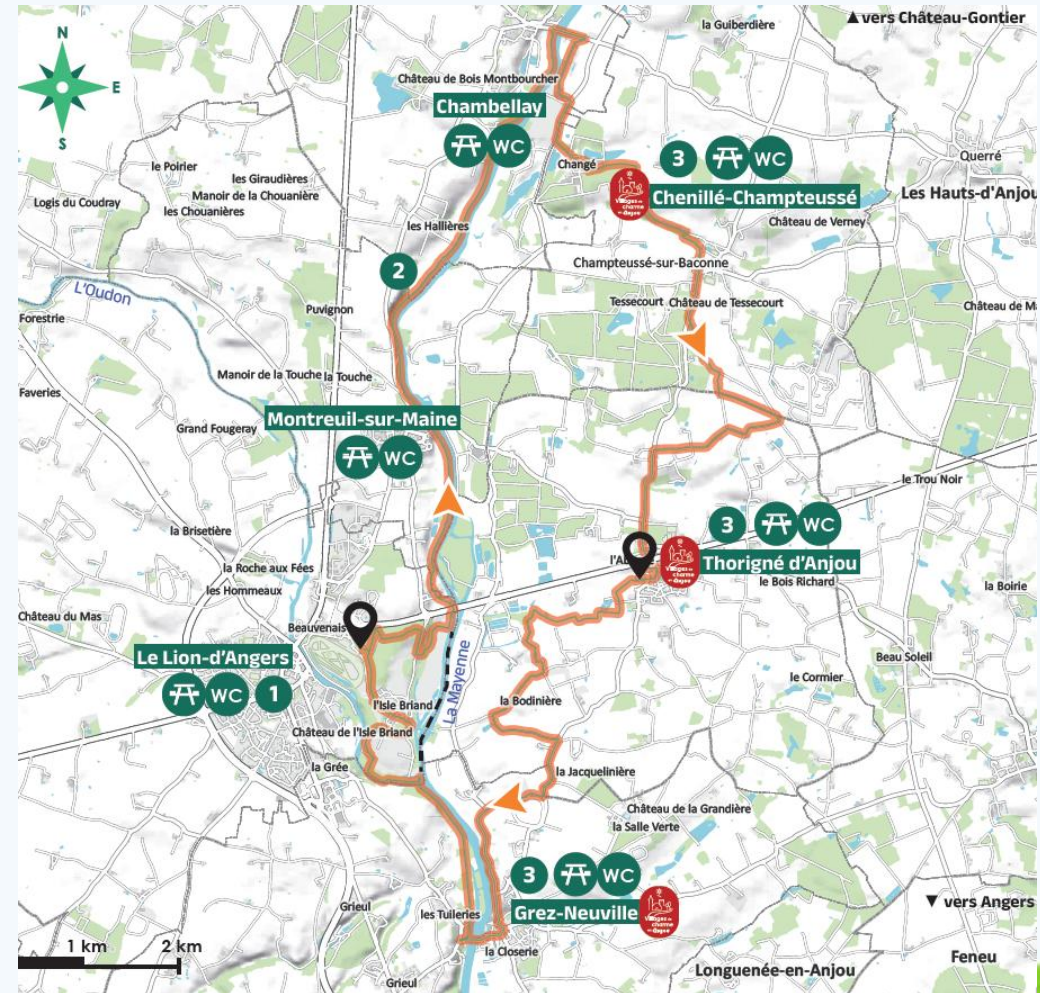 la Guiberdière
▲vers Château-Gontier
N
E
S
Château de Bois Montbourcher
Chambellay
WC
Changé
3 WC
Chenillé-Champteussé
Querré
Les Hauts-d'Anjou
le Poirier
les Giraudières
Manoir de la Chouanière
les Chouanières
Logis du Coudray
Château de Verney
les Hallières
2
Champteussé-sur-Baconne
L'Oudon
Forestrie
Puvignon
Tessecourt
Château de Tessecourt
Château de Ma
Manoir de la Touche
la Touche
Faveries
Grand Fougeray
Montreuil-sur-Maine
WC
le Trou Noir
la Brisetière
3 WC
Thorigné d'Anjou
la Roche aux Fées
les Hommeaux
le Bois Richard
la Boirie
Château du Mas
Beauvenais
Le Lion-d'Angers
WC 1
La Mayenne
Beau Soleil
le Cormier
l'Isle Briand
la Bodinière
Château de l'Isle Briand
la Grée
la Jacquelinière
Château de la Grandière
la Salle Verte
3 WC
Grez-Neuville
Grieul
les Tuileries
▼ vers Angers
la Closerie
1 km
2 km
Grieul
Longuenée-en-Anjou
Feneu